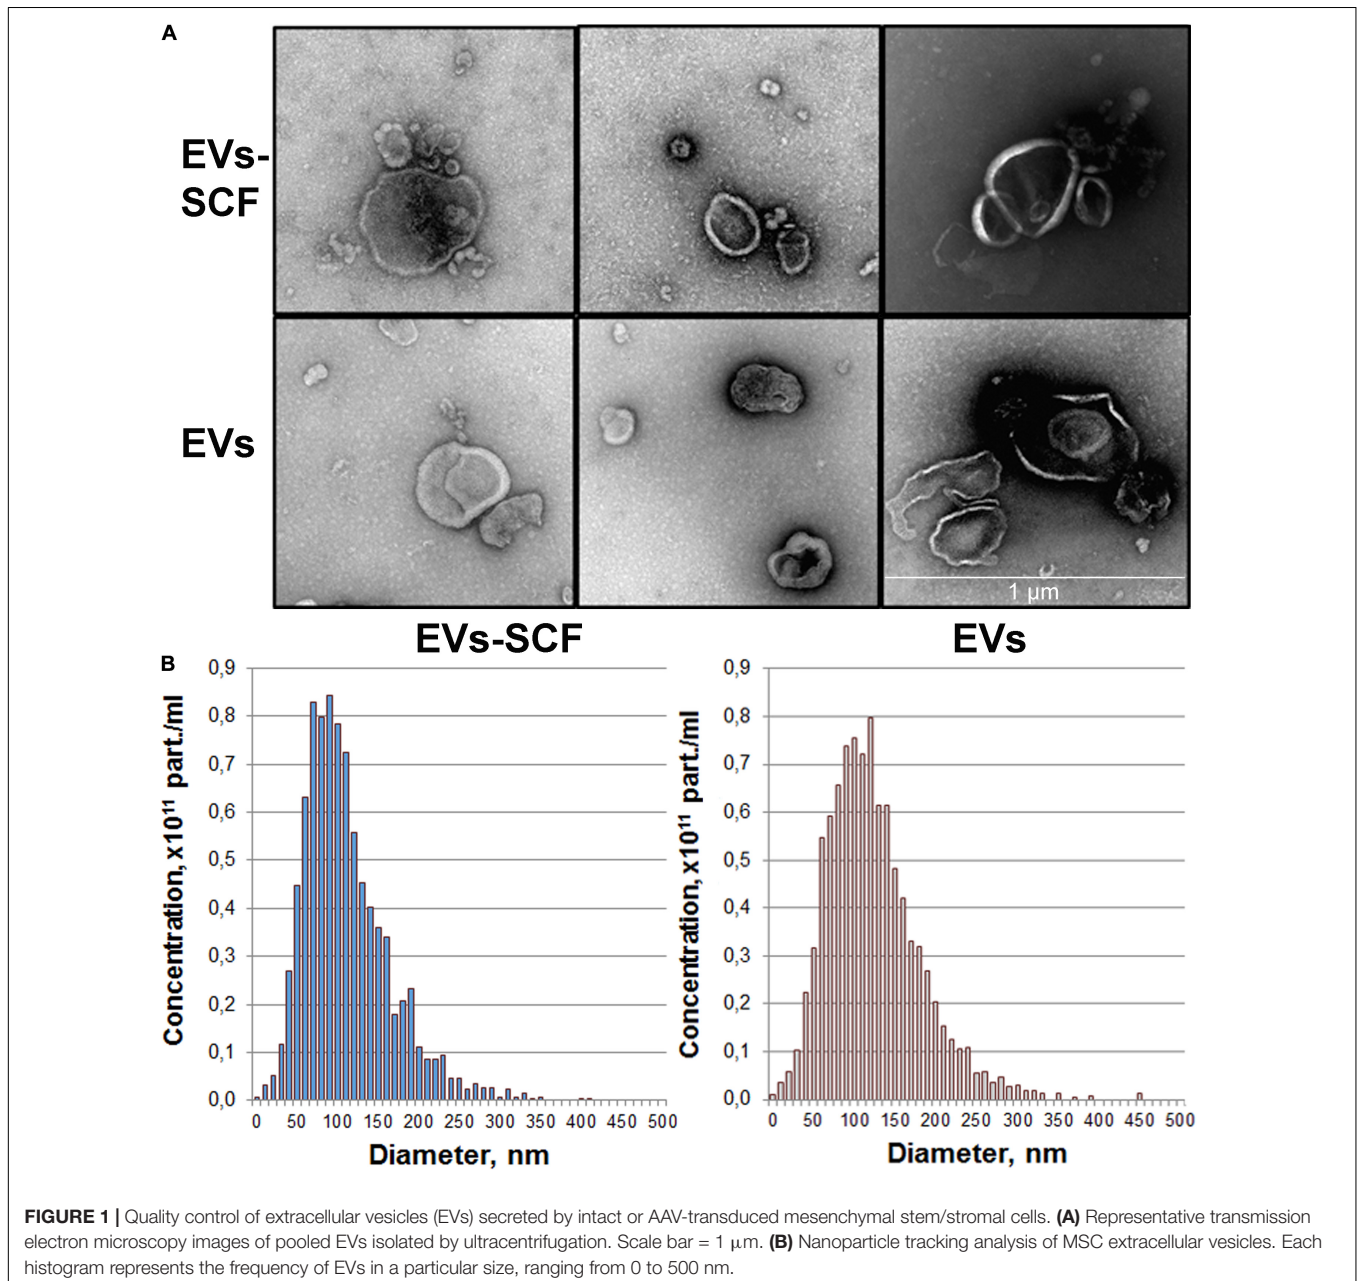 A
EVs-
SCF
EVs
1 µm
EVs-SCF
EVs
B
Concentration, x10¹¹ part./ml
0,9
0,8
0,7
0,6
0,5
0,4
0,3
0,2
0,1
0,0
0 50 100 150 200 250 300 350 400 450 500
Diameter, nm
Concentration, x10¹¹ part./ml
0,9
0,8
0,7
0,6
0,5
0,4
0,3
0,2
0,1
0,0
0 50 100 150 200 250 300 350 400 450 500
Diameter, nm
FIGURE 1 | Quality control of extracellular vesicles (EVs) secreted by intact or AAV-transduced mesenchymal stem/stromal cells. (A) Representative transmission
electron microscopy images of pooled EVs isolated by ultracentrifugation. Scale bar = 1 µm. (B) Nanoparticle tracking analysis of MSC extracellular vesicles. Each
histogram represents the frequency of EVs in a particular size, ranging from 0 to 500 nm.